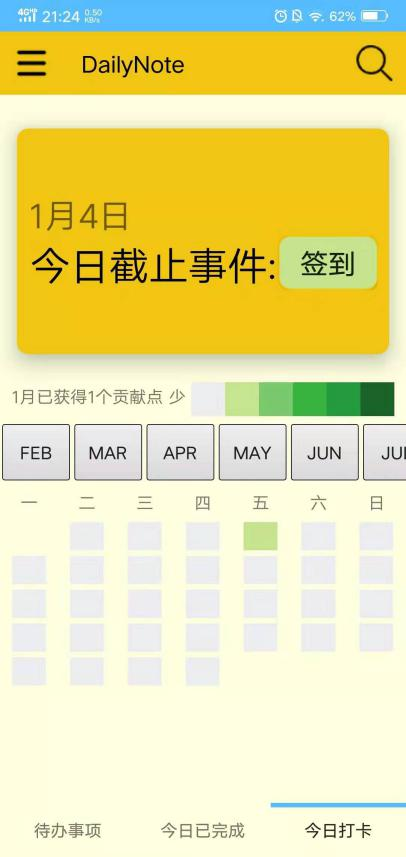 4G 21:24 0.50 KB/s 62%
DailyNote
1月4日
今日截止事件:
签到
1月已获得1个贡献点 少
FEB MAR APR MAY JUN JUI
一 二 三 四 五 六 日
待办事项 今日已完成 今日打卡